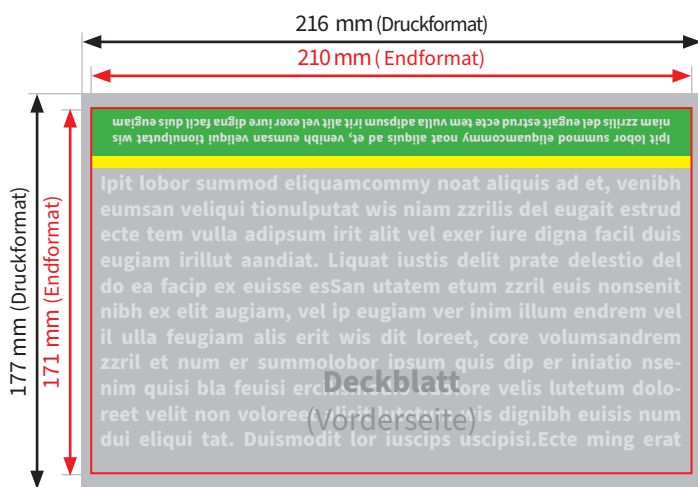 216 mm (Druckformat)
210 mm ( Endformat)
177 mm (Druckformat)
171 mm (Endformat)
Ipit lobor summod eliquamcommy noat aliquis ad et, venibh eumsan veliqui tionulputat wis
niam zzrilis del eugait estrud ecte tem vulla adipsum irit alit vel exer iure digna facil duis eugiam
Ipit lobor summod eliquamcommy noat aliquis ad et, venibh
eumsan veliqui tionulputat wis niam zzrilis del eugait estrud
ecte tem vulla adipsum irit alit vel exer iure digna facil duis
eugiam irillut aandiat. Liquat iustis delit prate delestio del
do ea facip ex euisse esSan utatem etum zzril euis nonsenit
nibh ex elit augiam, vel ip eugiam ver inim illum endrem vel
il ulla feugiam alis erit wis dit loreet, core volumsandrem
zzril et num er summolobor ipsum quis dip er iniatio nse-
nim quisi bla feuisi velis lutetum dolo-
reet velit non dignibh euisis num
dui eliqui tat. Duismodit lor iuscips uscipisi.Ecte ming erat
Deckblatt
(Vorderseite)